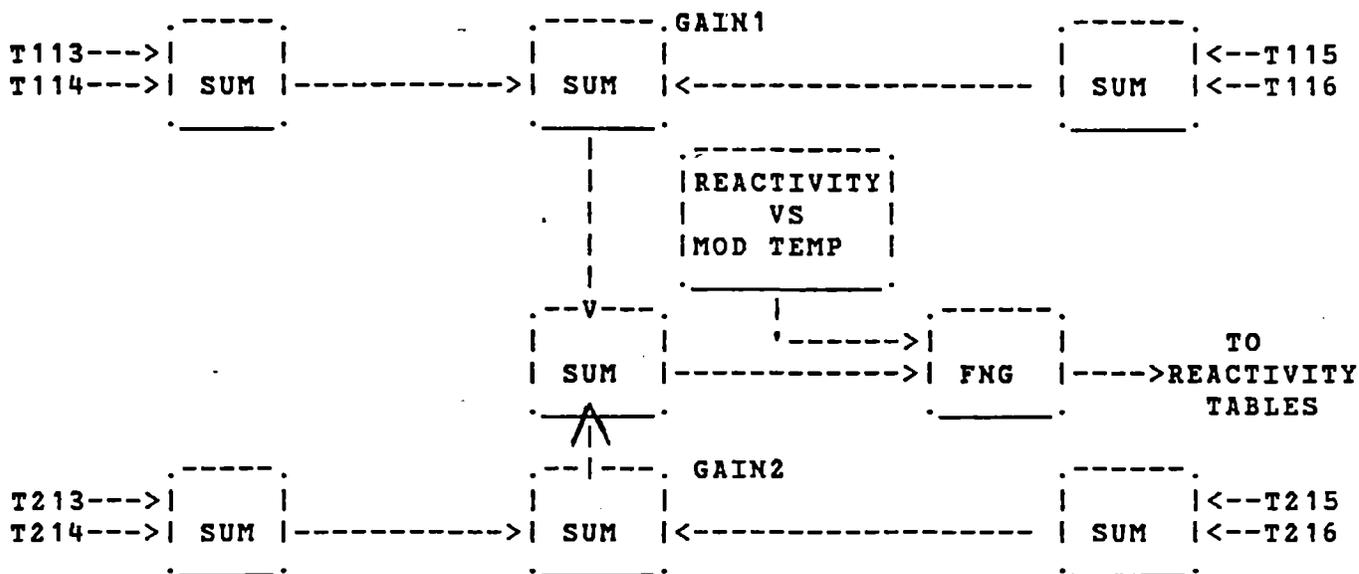 GAIN1
T113 T115
T114 SUM SUM SUM T116
REACTIVITY
VS
MOD TEMP
TO
SUM FNG REACTIVITY
TABLES
GAIN2
T213 T215
T214 SUM SUM SUM T216